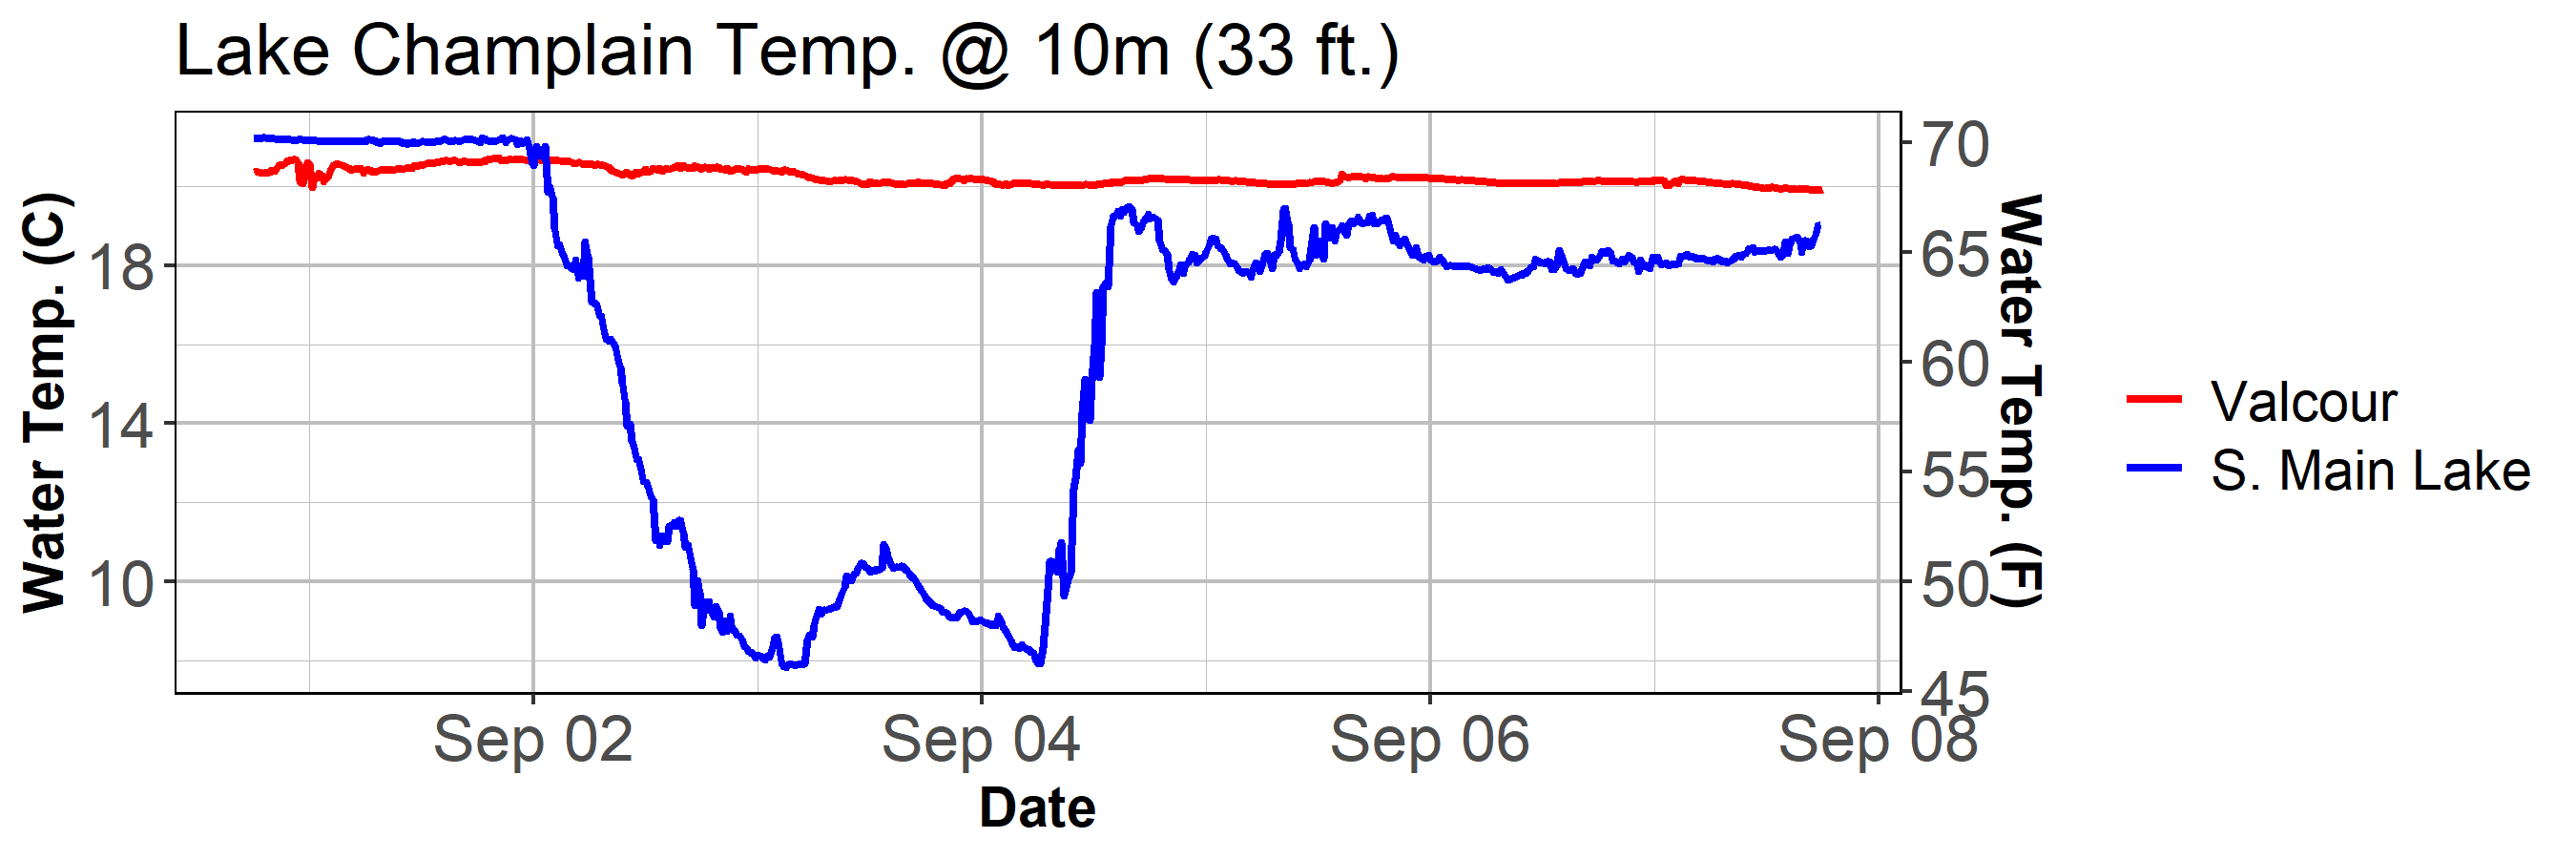 Lake Champlain Temp. @ 10m (33 ft.)
Water Temp. (C)
18
14
10
70
65
60
55
50
45
Water Temp. (F)
Sep 02
Sep 04
Sep 06
Sep 08
Date
Valcour
S. Main Lake